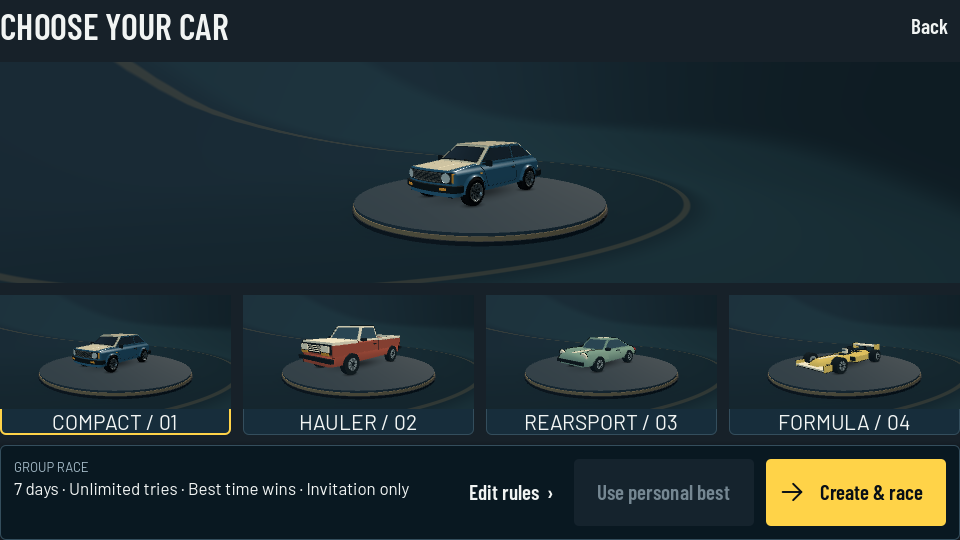 CHOOSE YOUR CAR
Back
COMPACT / 01
HAULER / 02
REARSPORT / 03
FORMULA / 04
GROUP RACE
7 days · Unlimited tries · Best time wins · Invitation only
Edit rules ›
Use personal best
→ Create & race